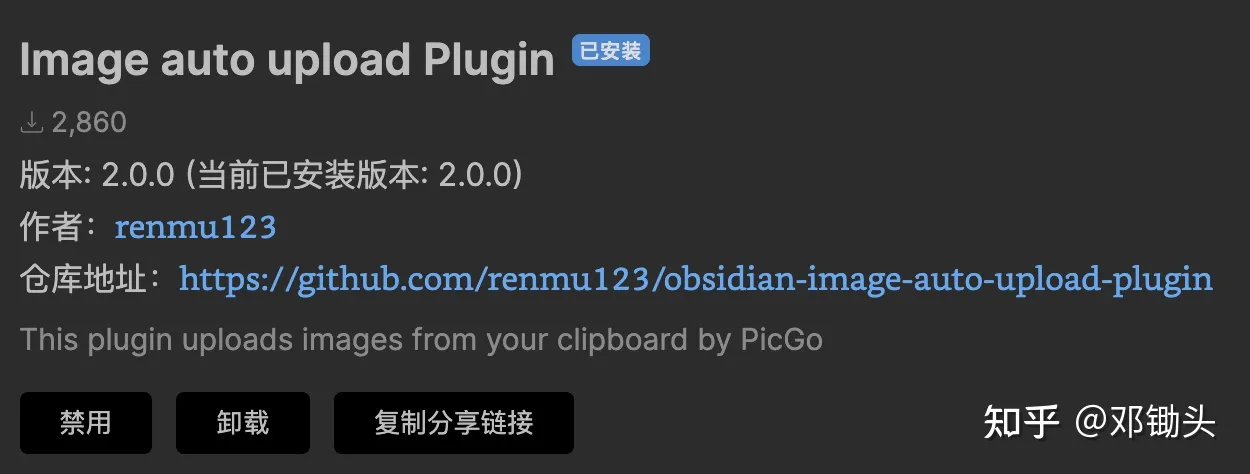 Image auto upload Plugin 已安装
2,860
版本: 2.0.0 (当前已安装版本: 2.0.0)
作者：renmu123
仓库地址：https://github.com/renmu123/obsidian-image-auto-upload-plugin
This plugin uploads images from your clipboard by PicGo
禁用 卸载 复制分享链接
知乎 @邓锄头